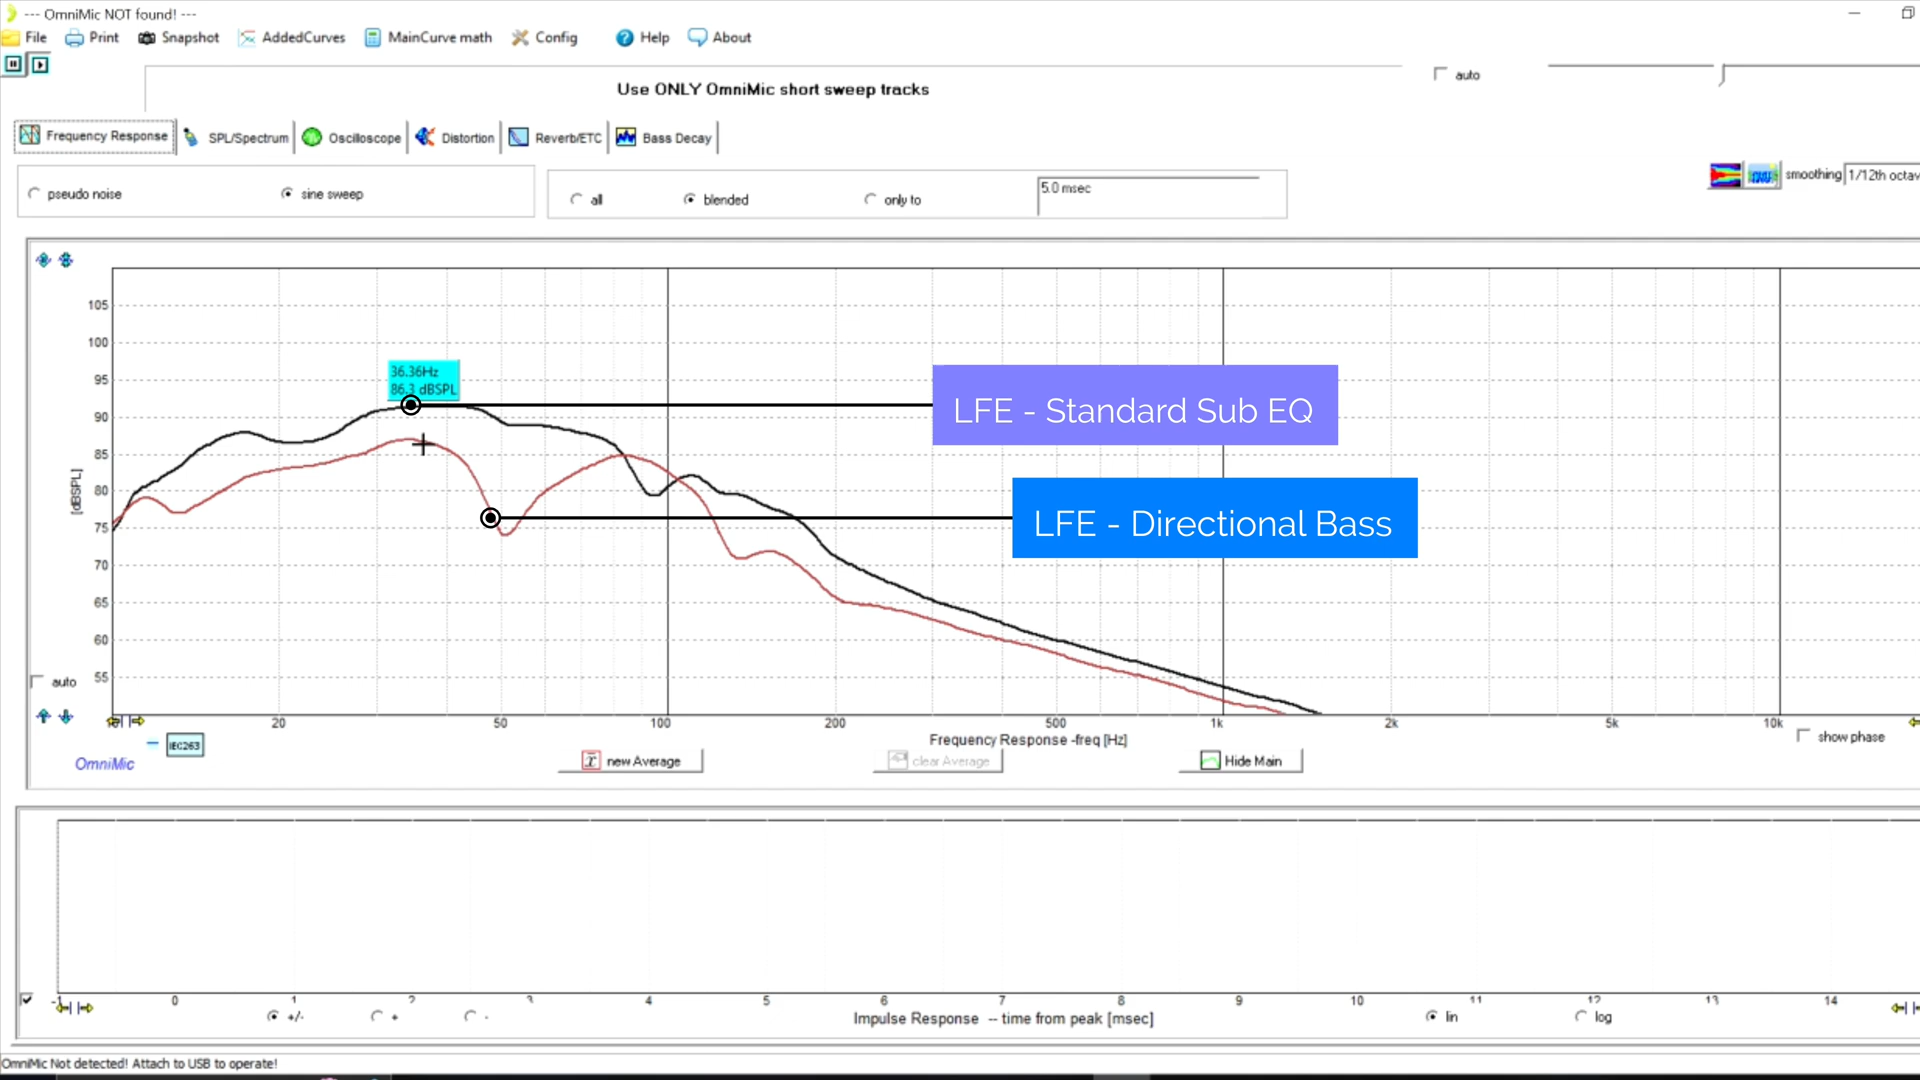 --- OmniMic NOT found! ---
File Print Snapshot AddedCurves MainCurve math Config Help About
Use ONLY OmniMic short sweep tracks
auto
Frequency Response SPL/Spectrum Oscilloscope Distortion Reverb/ETC Bass Decay
pseudo noise sine sweep all blended only to 5.0 msec
smoothing 1/12th octav
105
100
95
90
85
80
75
70
65
60
55
[dBSPL]
36.36Hz
86.3 dBSPL
LFE - Standard Sub EQ
LFE - Directional Bass
auto
20 50 100 200 500 1k 2k 5k 10k
Frequency Response -freq [Hz]
show phase
IEC263
OmniMic
new Average clear Average Hide Main
-1 0 1 2 3 4 5 6 7 8 9 10 11 12 13 14
+/- + -
Impulse Response -- time from peak [msec]
lin log
OmniMic Not detected! Attach to USB to operate!